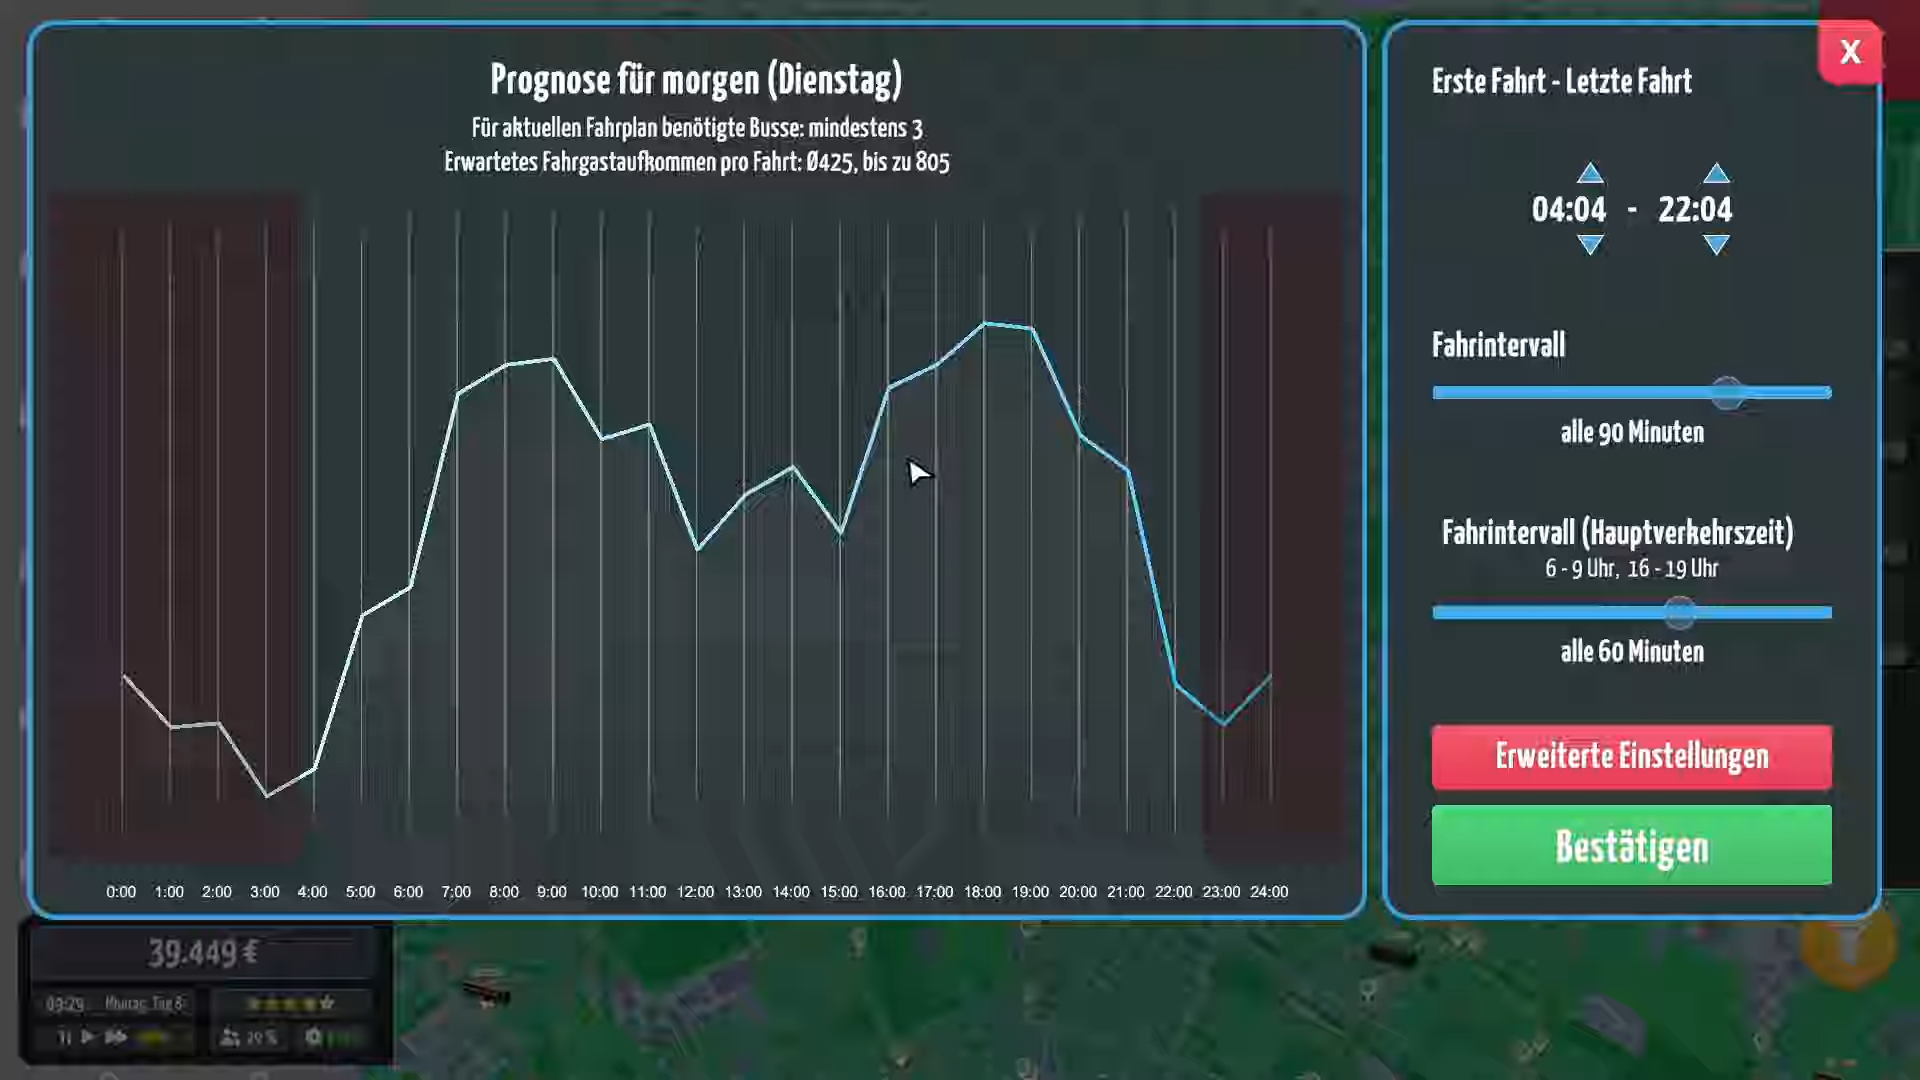 Prognose für morgen (Dienstag)
Für aktuellen Fahrplan benötigte Busse: mindestens 3
Erwartetes Fahrgastaufkommen pro Fahrt: Ø425, bis zu 805
0:00 1:00 2:00 3:00 4:00 5:00 6:00 7:00 8:00 9:00 10:00 11:00 12:00 13:00 14:00 15:00 16:00 17:00 18:00 19:00 20:00 21:00 22:00 23:00 24:00
X
Erste Fahrt - Letzte Fahrt
04:04 - 22:04
Fahrintervall
alle 90 Minuten
Fahrintervall (Hauptverkehrszeit)
6 - 9 Uhr, 16 - 19 Uhr
alle 60 Minuten
Erweiterte Einstellungen
Bestätigen
39.449 €
Montag, Tag 8